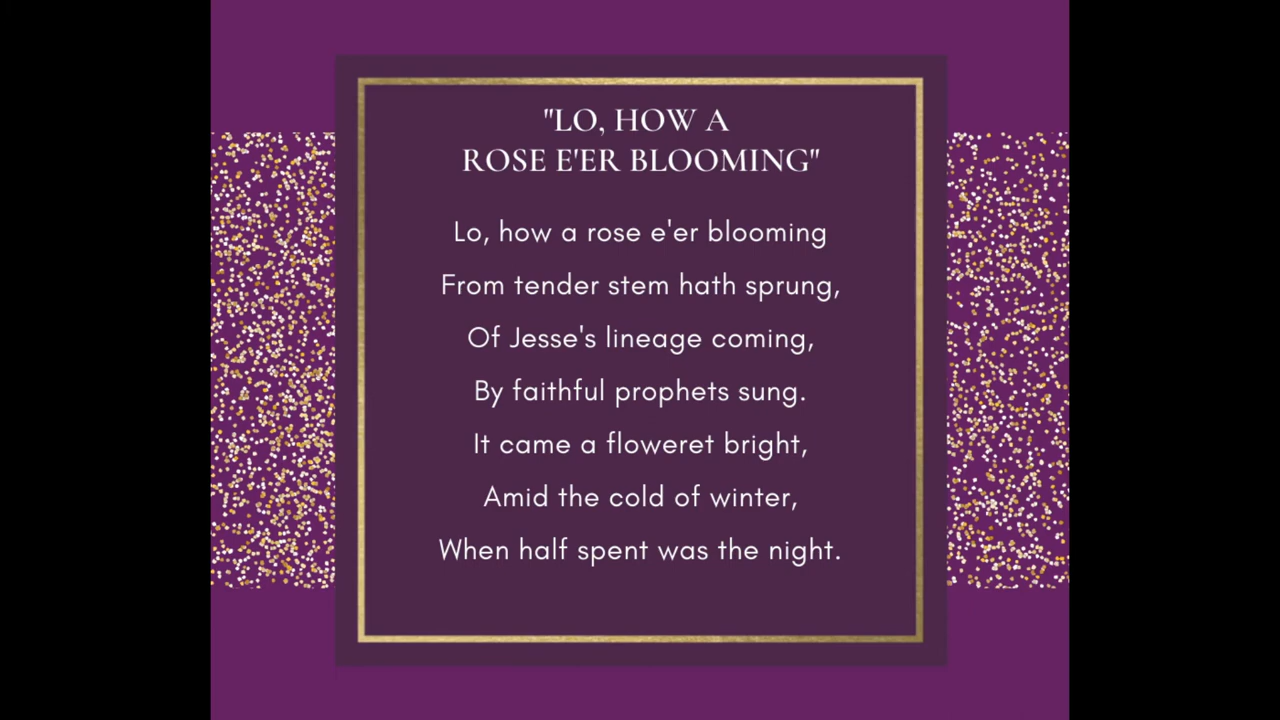 "LO, HOW A
ROSE E'ER BLOOMING"
Lo, how a rose e'er blooming
From tender stem hath sprung,
Of Jesse's lineage coming,
By faithful prophets sung.
It came a floweret bright,
Amid the cold of winter,
When half spent was the night.